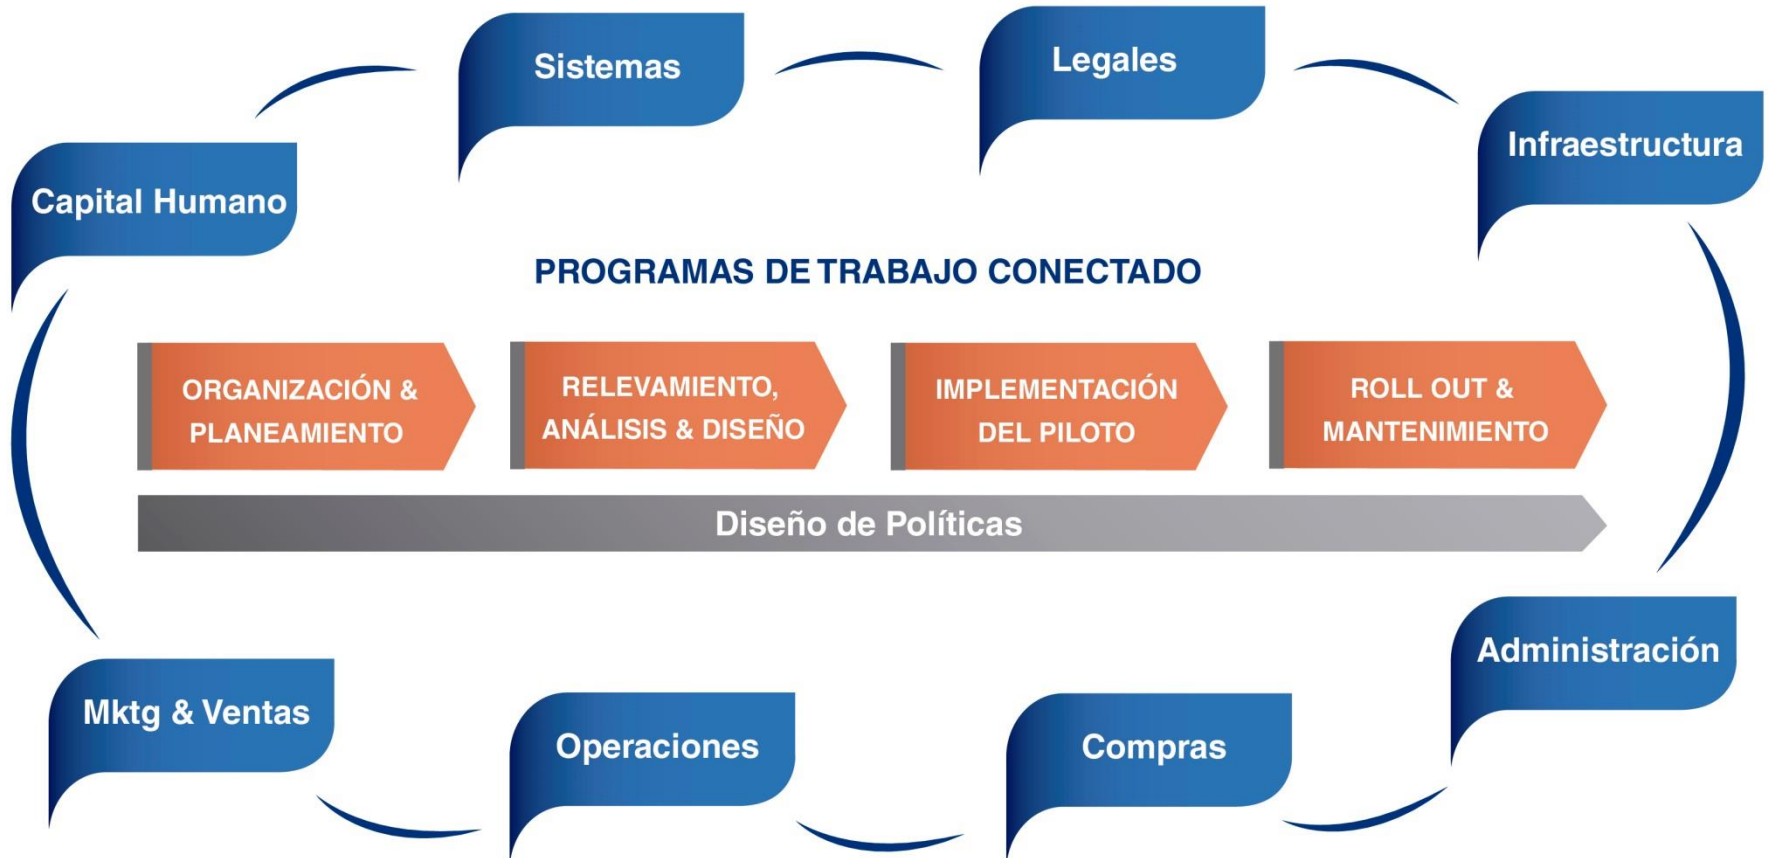 Sistemas
Legales
Infraestructura
Capital Humano
PROGRAMAS DE TRABAJO CONECTADO
ORGANIZACIÓN &
PLANEAMIENTO
RELEVAMIENTO,
ANÁLISIS & DISEÑO
IMPLEMENTACIÓN
DEL PILOTO
ROLL OUT &
MANTENIMIENTO
Diseño de Políticas
Administración
Mktg & Ventas
Operaciones
Compras